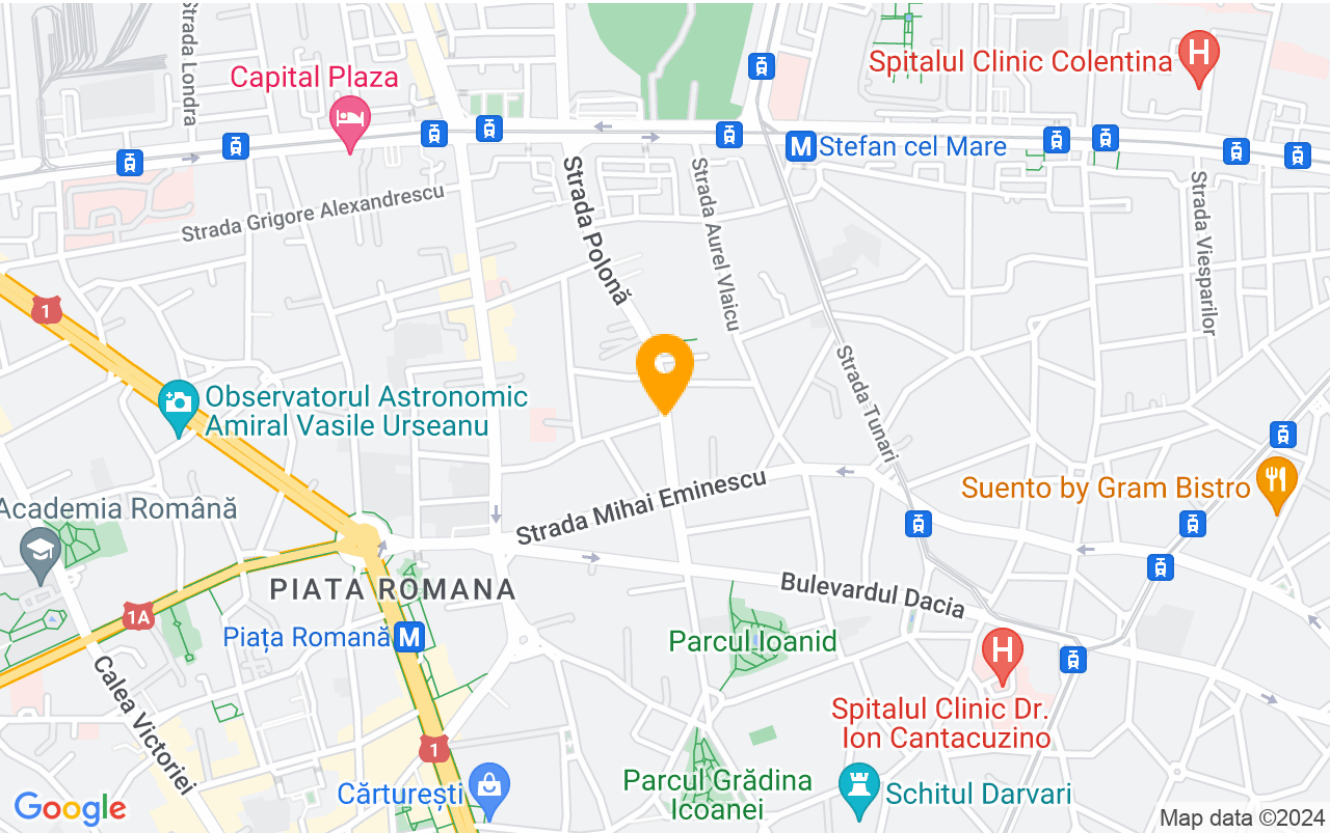 Strada Londra
Capital Plaza
Spitalul Clinic Colentina
H
M
Stefan cel Mare
Strada Polonă
Strada Aurel Vlaicu
Strada Grigore Alexandrescu
Strada Viesparilor
1
Strada Tunari
Observatorul Astronomic
Amiral Vasile Urseanu
Strada Mihai Eminescu
Suento by Gram Bistro
Academia Română
PIATA ROMANA
Bulevardul Dacia
1A
Piața Romană
M
Parcul Ioanid
H
Calea Victoriei
Spitalul Clinic Dr.
Ion Cantacuzino
1
Cărturești
Parcul Grădina
Icoanei
Schitul Darvari
Google
Map data ©2024